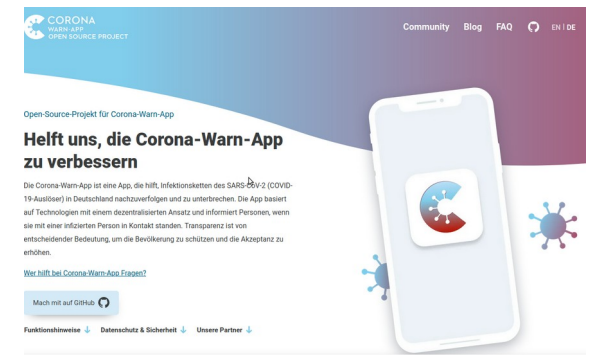 CORONA
WARN-APP
OPEN SOURCE PROJECT
Community Blog FAQ EN | DE
Open-Source-Projekt für Corona-Warn-App
Helft uns, die Corona-Warn-App
zu verbessern
Die Corona-Warn-App ist eine App, die hilft, Infektionsketten des SARS-CoV-2 (COVID-
19-Auslöser) in Deutschland nachzuverfolgen und zu unterbrechen. Die App basiert
auf Technologien mit einem dezentralisierten Ansatz und informiert Personen, wenn
sie mit einer infizierten Person in Kontakt standen. Transparenz ist von
entscheidender Bedeutung, um die Bevölkerung zu schützen und die Akzeptanz zu
erhöhen.
Wer hilft bei Corona-Warn-App Fragen?
Mach mit auf GitHub
Funktionshinweise ↓ Datenschutz & Sicherheit ↓ Unsere Partner ↓